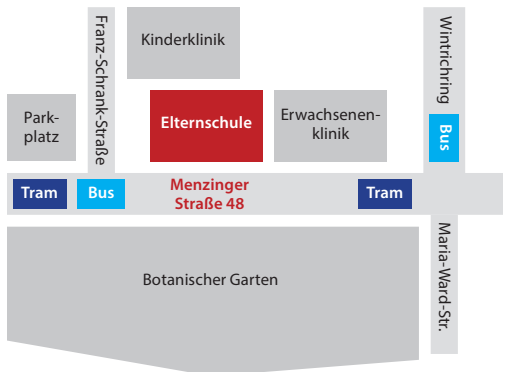 Franz-Schrank-Straße
Kinderklinik
Wintrichring
Park-
platz
Elternschule
Erwachsenen-
klinik
Bus
Tram
Bus
Menzinger
Straße 48
Tram
Maria-Ward-Str.
Botanischer Garten